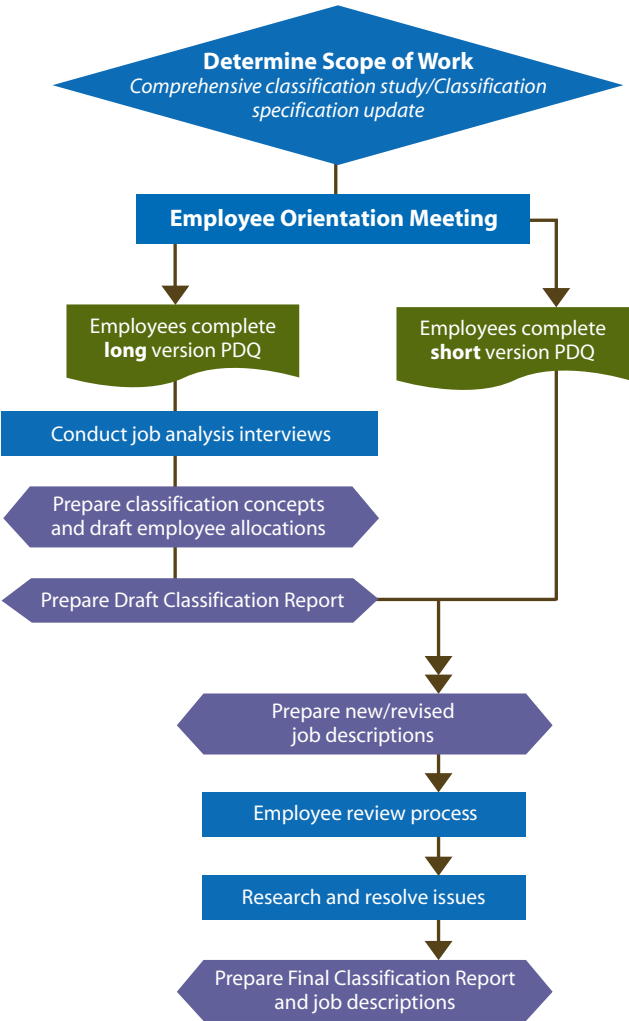 Determine Scope of Work
Comprehensive classification study/Classification
specification update
Employee Orientation Meeting
Employees complete
long version PDQ
Employees complete
short version PDQ
Conduct job analysis interviews
Prepare classification concepts
and draft employee allocations
Prepare Draft Classification Report
Prepare new/revised
job descriptions
Employee review process
Research and resolve issues
Prepare Final Classification Report
and job descriptions